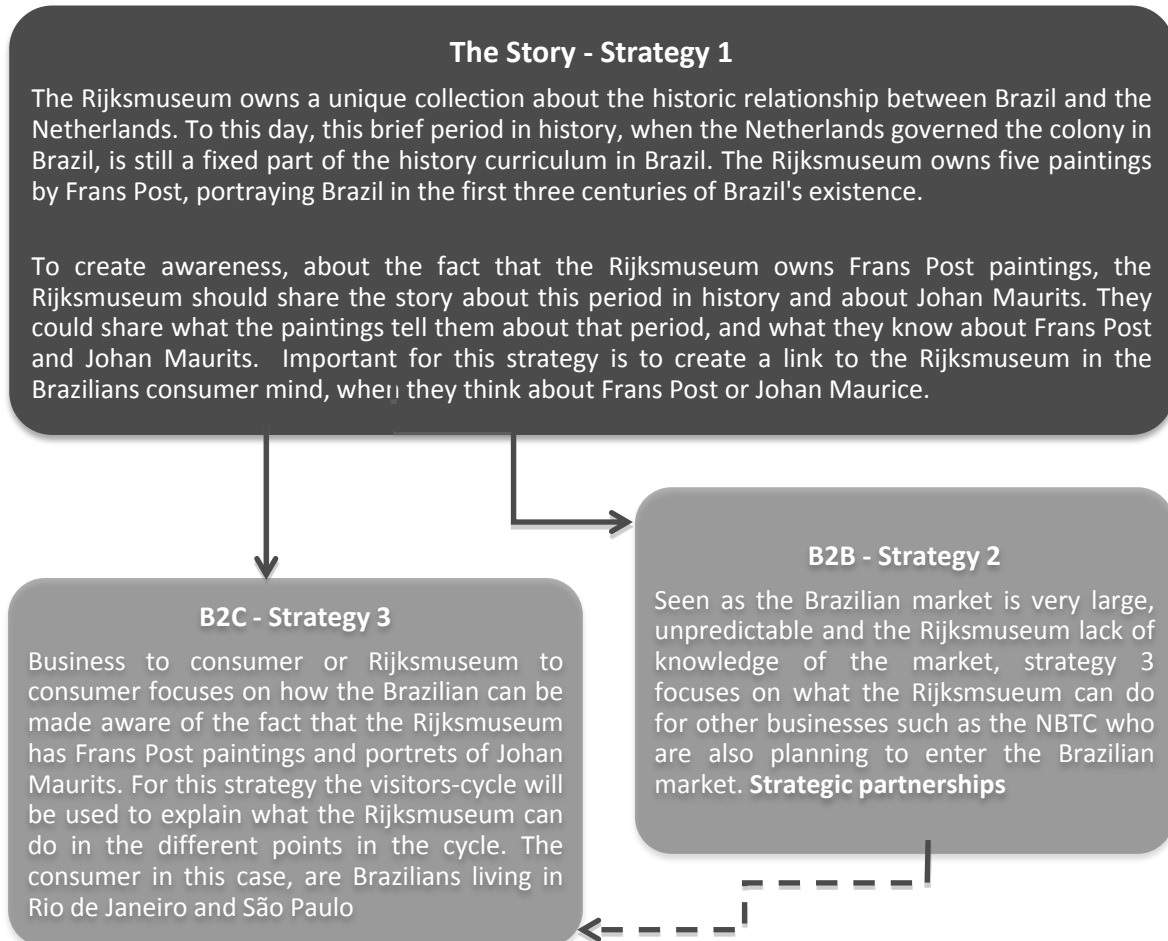 The Story - Strategy 1
The Rijksmuseum owns a unique collection about the historic relationship between Brazil and the
Netherlands. To this day, this brief period in history, when the Netherlands governed the colony in
Brazil, is still a fixed part of the history curriculum in Brazil. The Rijksmuseum owns five paintings
by Frans Post, portraying Brazil in the first three centuries of Brazil's existence.
To create awareness, about the fact that the Rijksmuseum owns Frans Post paintings, the
Rijksmuseum should share the story about this period in history and about Johan Maurits. They
could share what the paintings tell them about that period, and what they know about Frans Post
and Johan Maurits. Important for this strategy is to create a link to the Rijksmuseum in the
Brazilians consumer mind, when they think about Frans Post or Johan Maurice.
B2B - Strategy 2
Seen as the Brazilian market is very large,
unpredictable and the Rijksmuseum lack of
knowledge of the market, strategy 3
focuses on what the Rijksmsueum can do
for other businesses such as the NBTC who
are also planning to enter the Brazilian
market. Strategic partnerships
B2C - Strategy 3
Business to consumer or Rijksmuseum to
consumer focuses on how the Brazilian can be
made aware of the fact that the Rijksmuseum
has Frans Post paintings and portrets of Johan
Maurits. For this strategy the visitors-cycle will
be used to explain what the Rijksmuseum can
do in the different points in the cycle. The
consumer in this case, are Brazilians living in
Rio de Janeiro and São Paulo